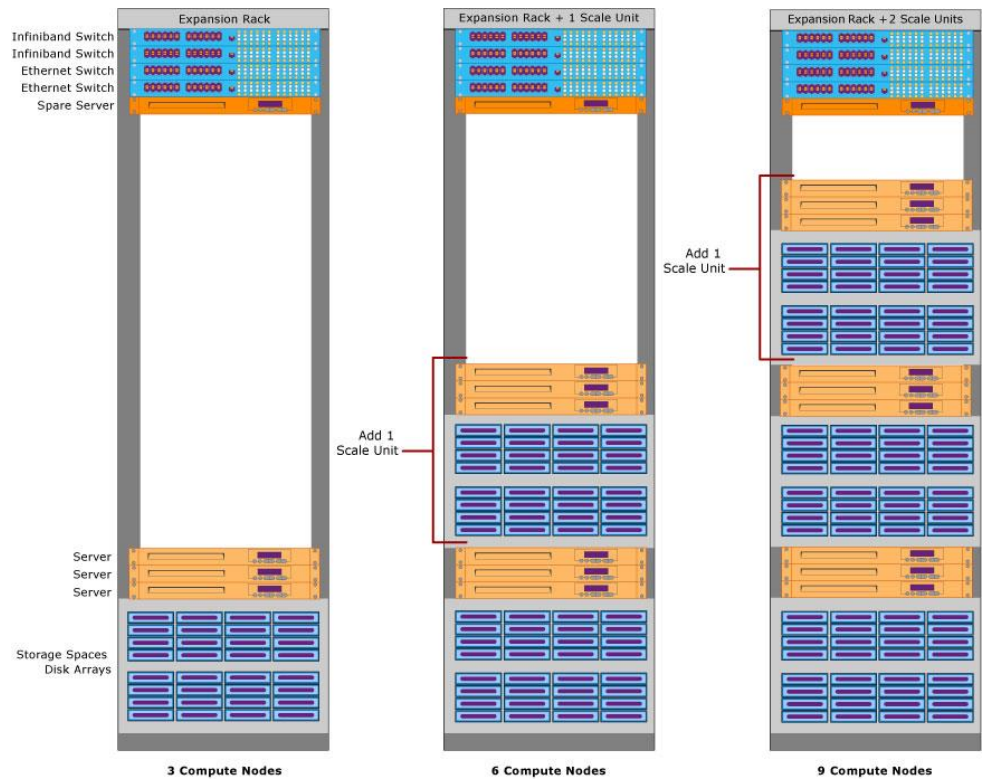 Expansion Rack
Expansion Rack + 1 Scale Unit
Expansion Rack +2 Scale Units
Infiniband Switch
Infiniband Switch
Ethernet Switch
Ethernet Switch
Spare Server
Add 1
Scale Unit
Add 1
Scale Unit
Server
Server
Server
Storage Spaces
Disk Arrays
3 Compute Nodes
6 Compute Nodes
9 Compute Nodes